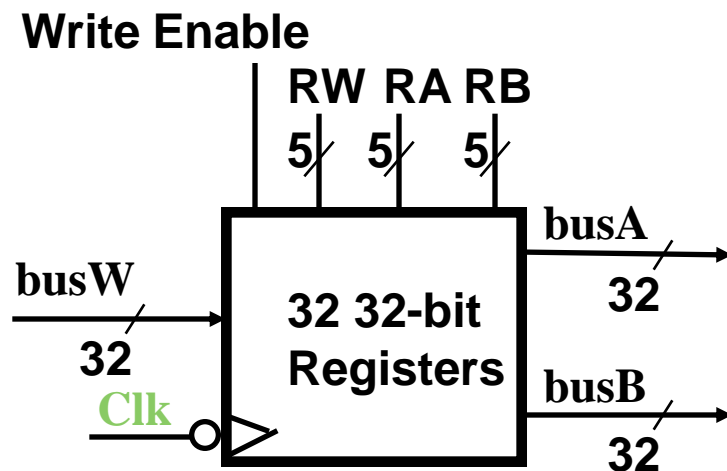 Write Enable
RW RA RB
5 5 5
busA
32
busW
32
32 32-bit
Registers
Clk
busB
32